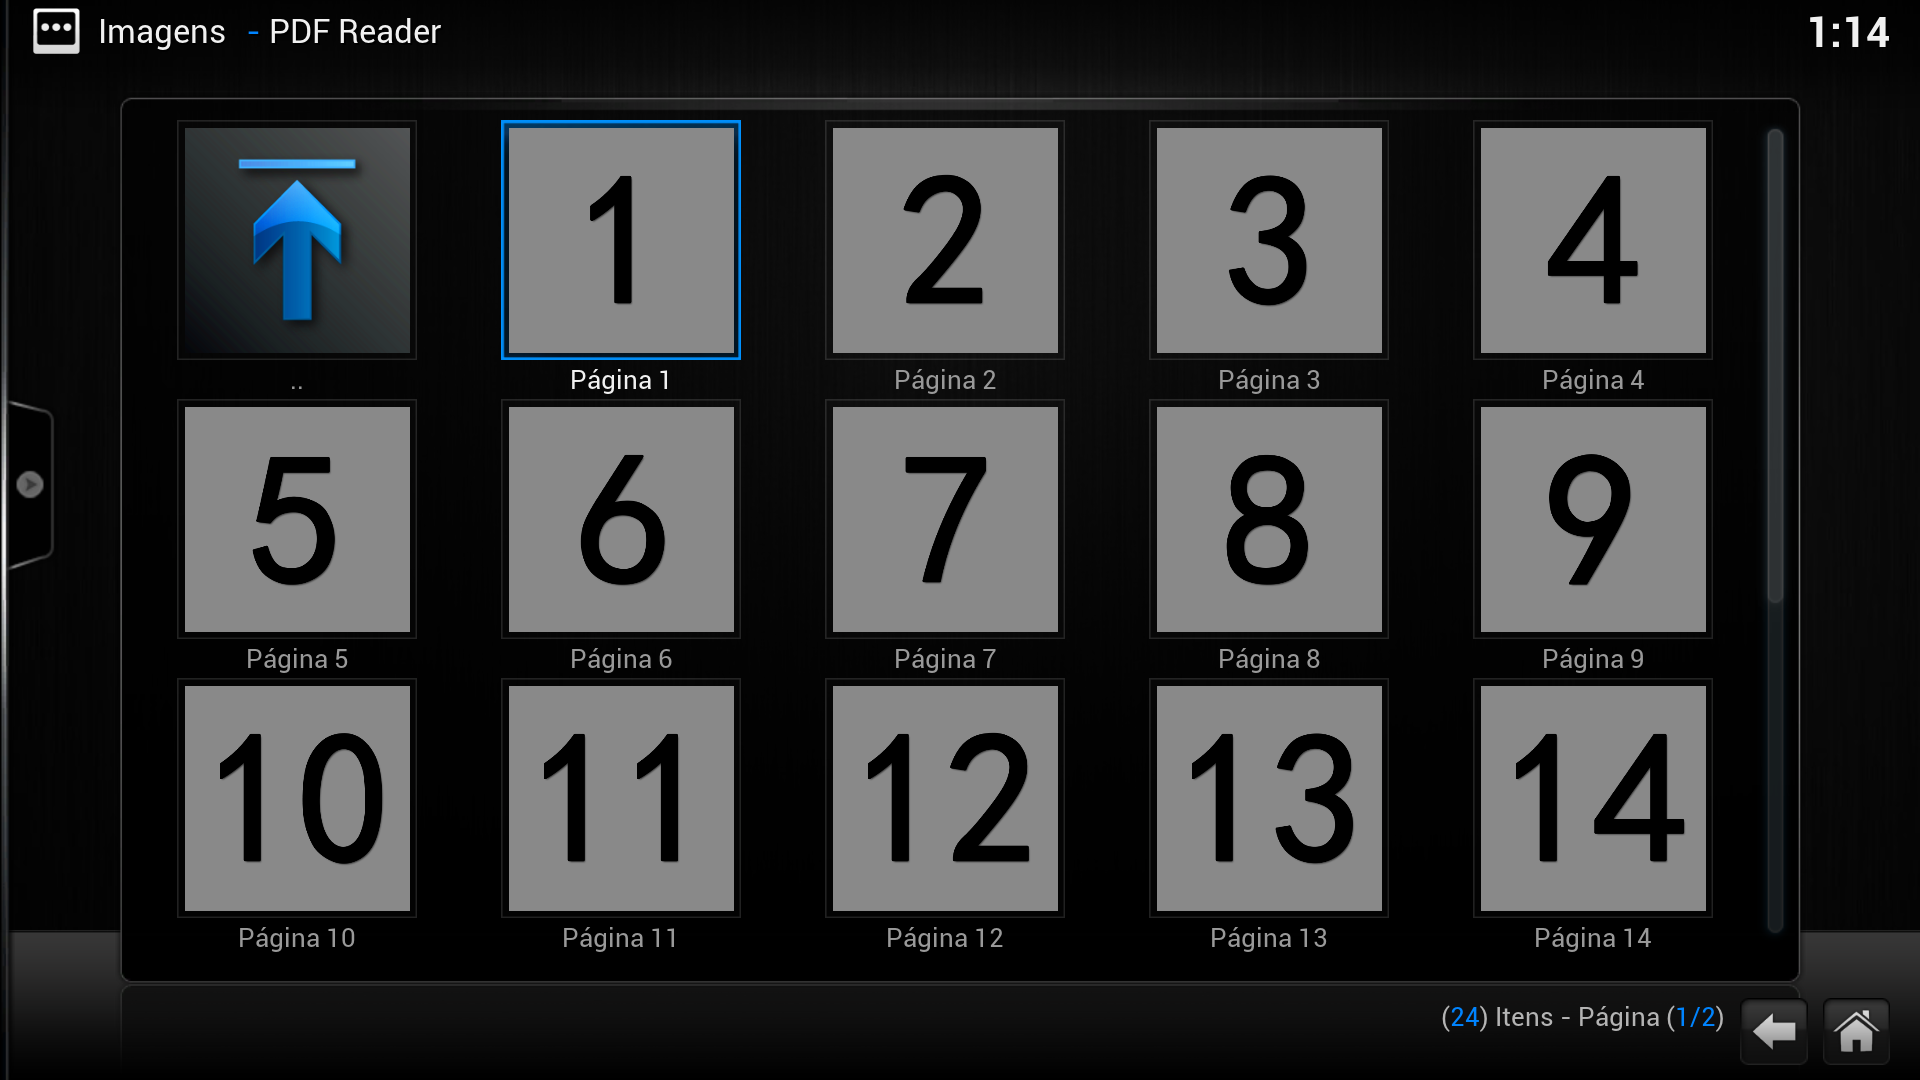 Imagens - PDF Reader
1:14
1 2 3 4
.. Página 1 Página 2 Página 3 Página 4
5 6 7 8 9
Página 5 Página 6 Página 7 Página 8 Página 9
10 11 12 13 14
Página 10 Página 11 Página 12 Página 13 Página 14
(24) Itens - Página (1/2)